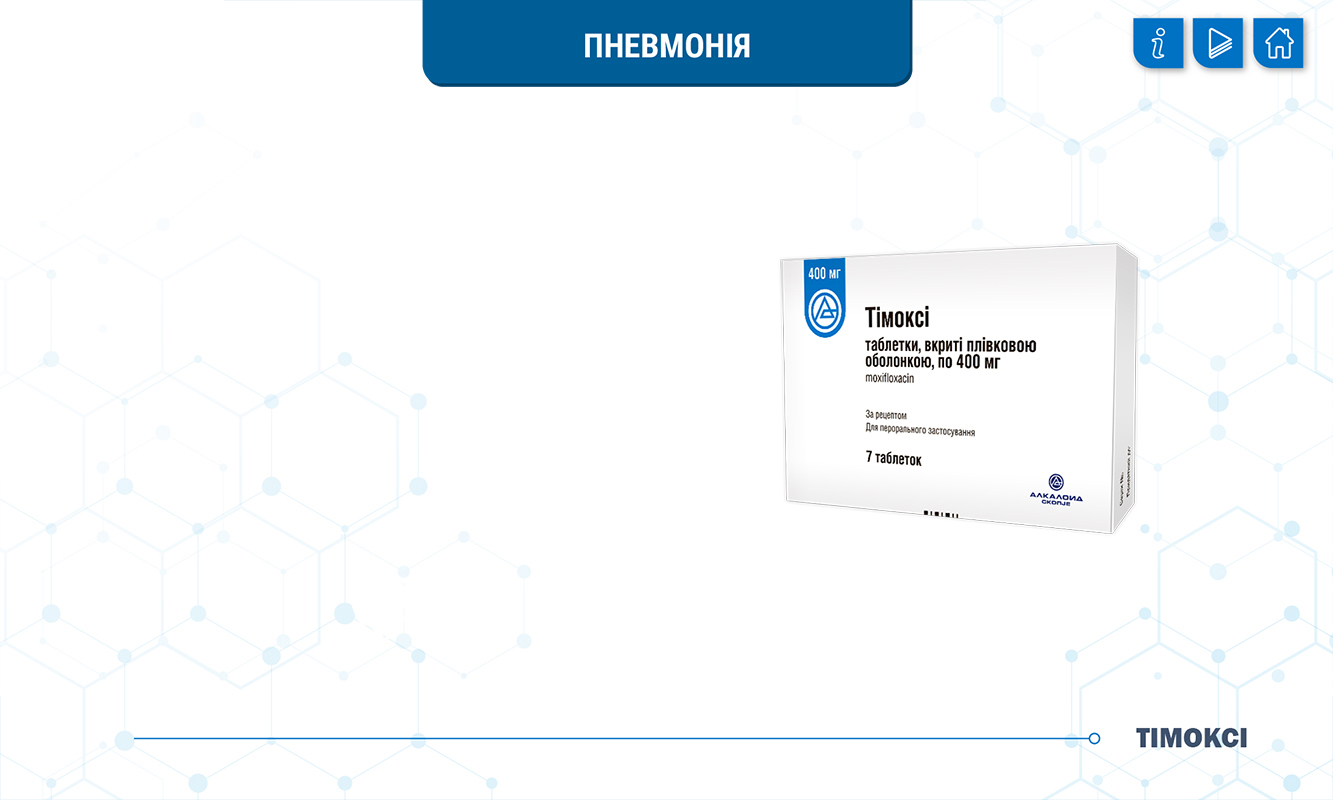 ПНЕВМОНІЯ
400 мг
Тімоксі
таблетки, вкриті плівковою
оболонкою, по 400 мг
moxifloxacin
За рецептом
Для перорального застосування
7 таблеток
АЛКАЛОИД
СКОПЈЕ
ТІМОКСІ